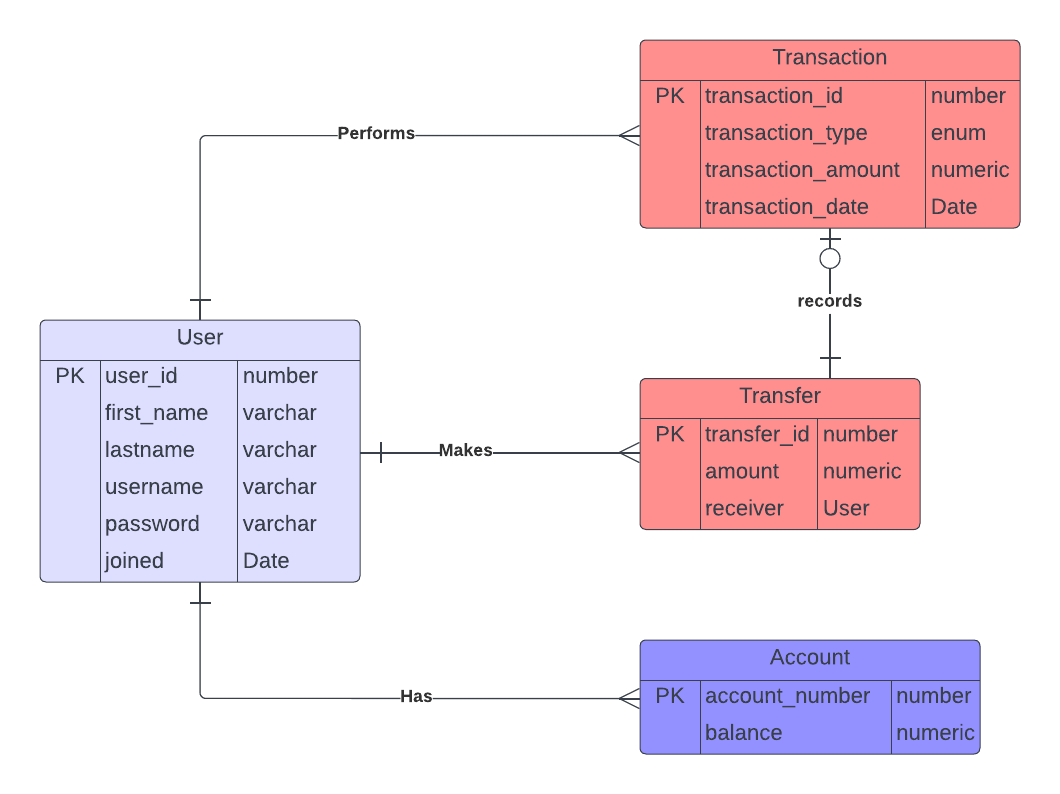 Transaction
PK transaction_id number
transaction_type enum
transaction_amount numeric
transaction_date Date
Performs
records
User
PK user_id number
first_name varchar
lastname varchar
username varchar
password varchar
joined Date
Makes
Transfer
PK transfer_id number
amount numeric
receiver User
Has
Account
PK account_number number
balance numeric